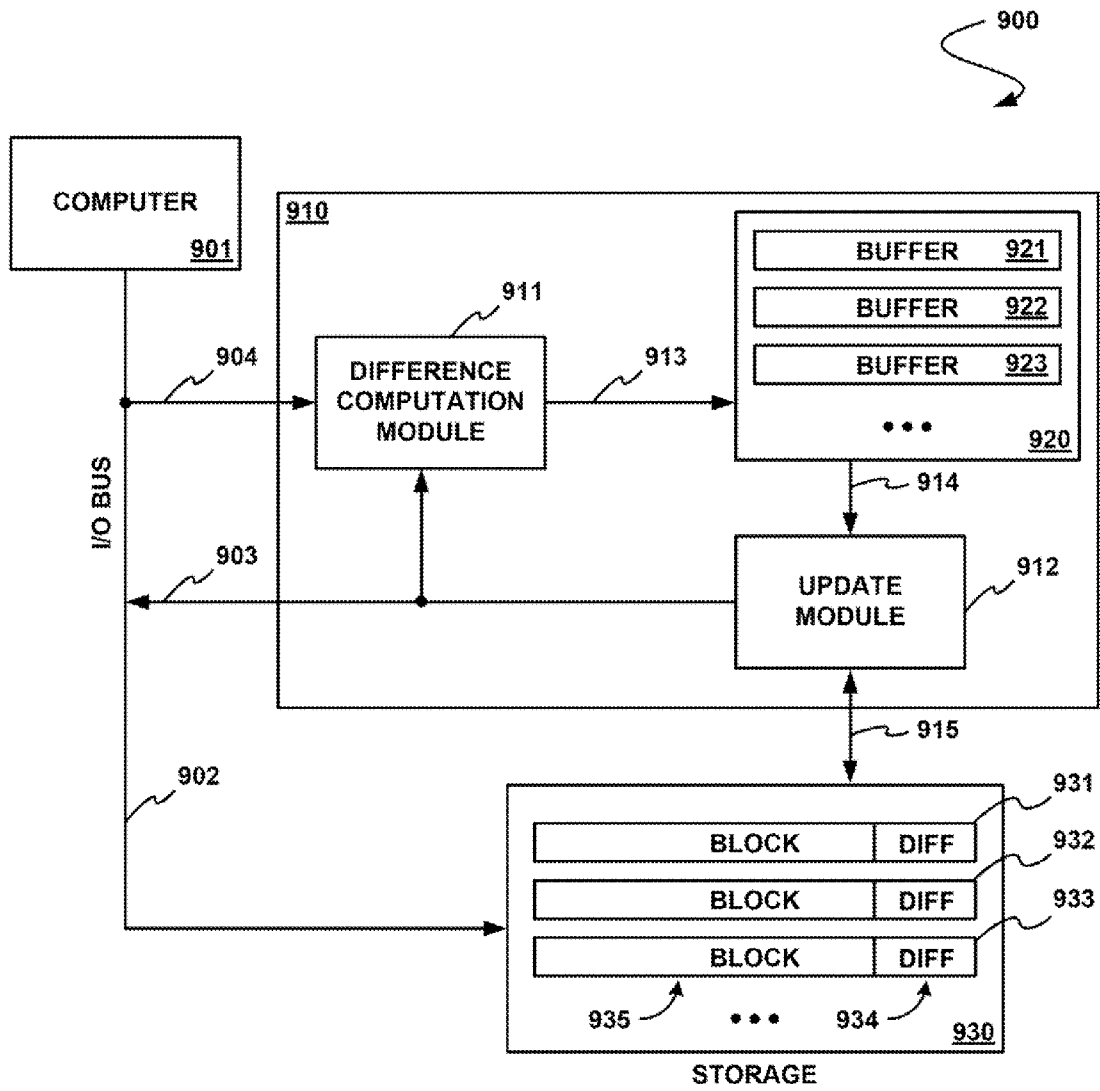 900
COMPUTER
901
910
BUFFER 921
BUFFER 922
BUFFER 923
•••
920
911
DIFFERENCE
COMPUTATION
MODULE
904
913
914
I/O BUS
903
UPDATE
MODULE
912
915
902
931
BLOCK DIFF
932
BLOCK DIFF
933
BLOCK DIFF
935
•••
934
930
STORAGE